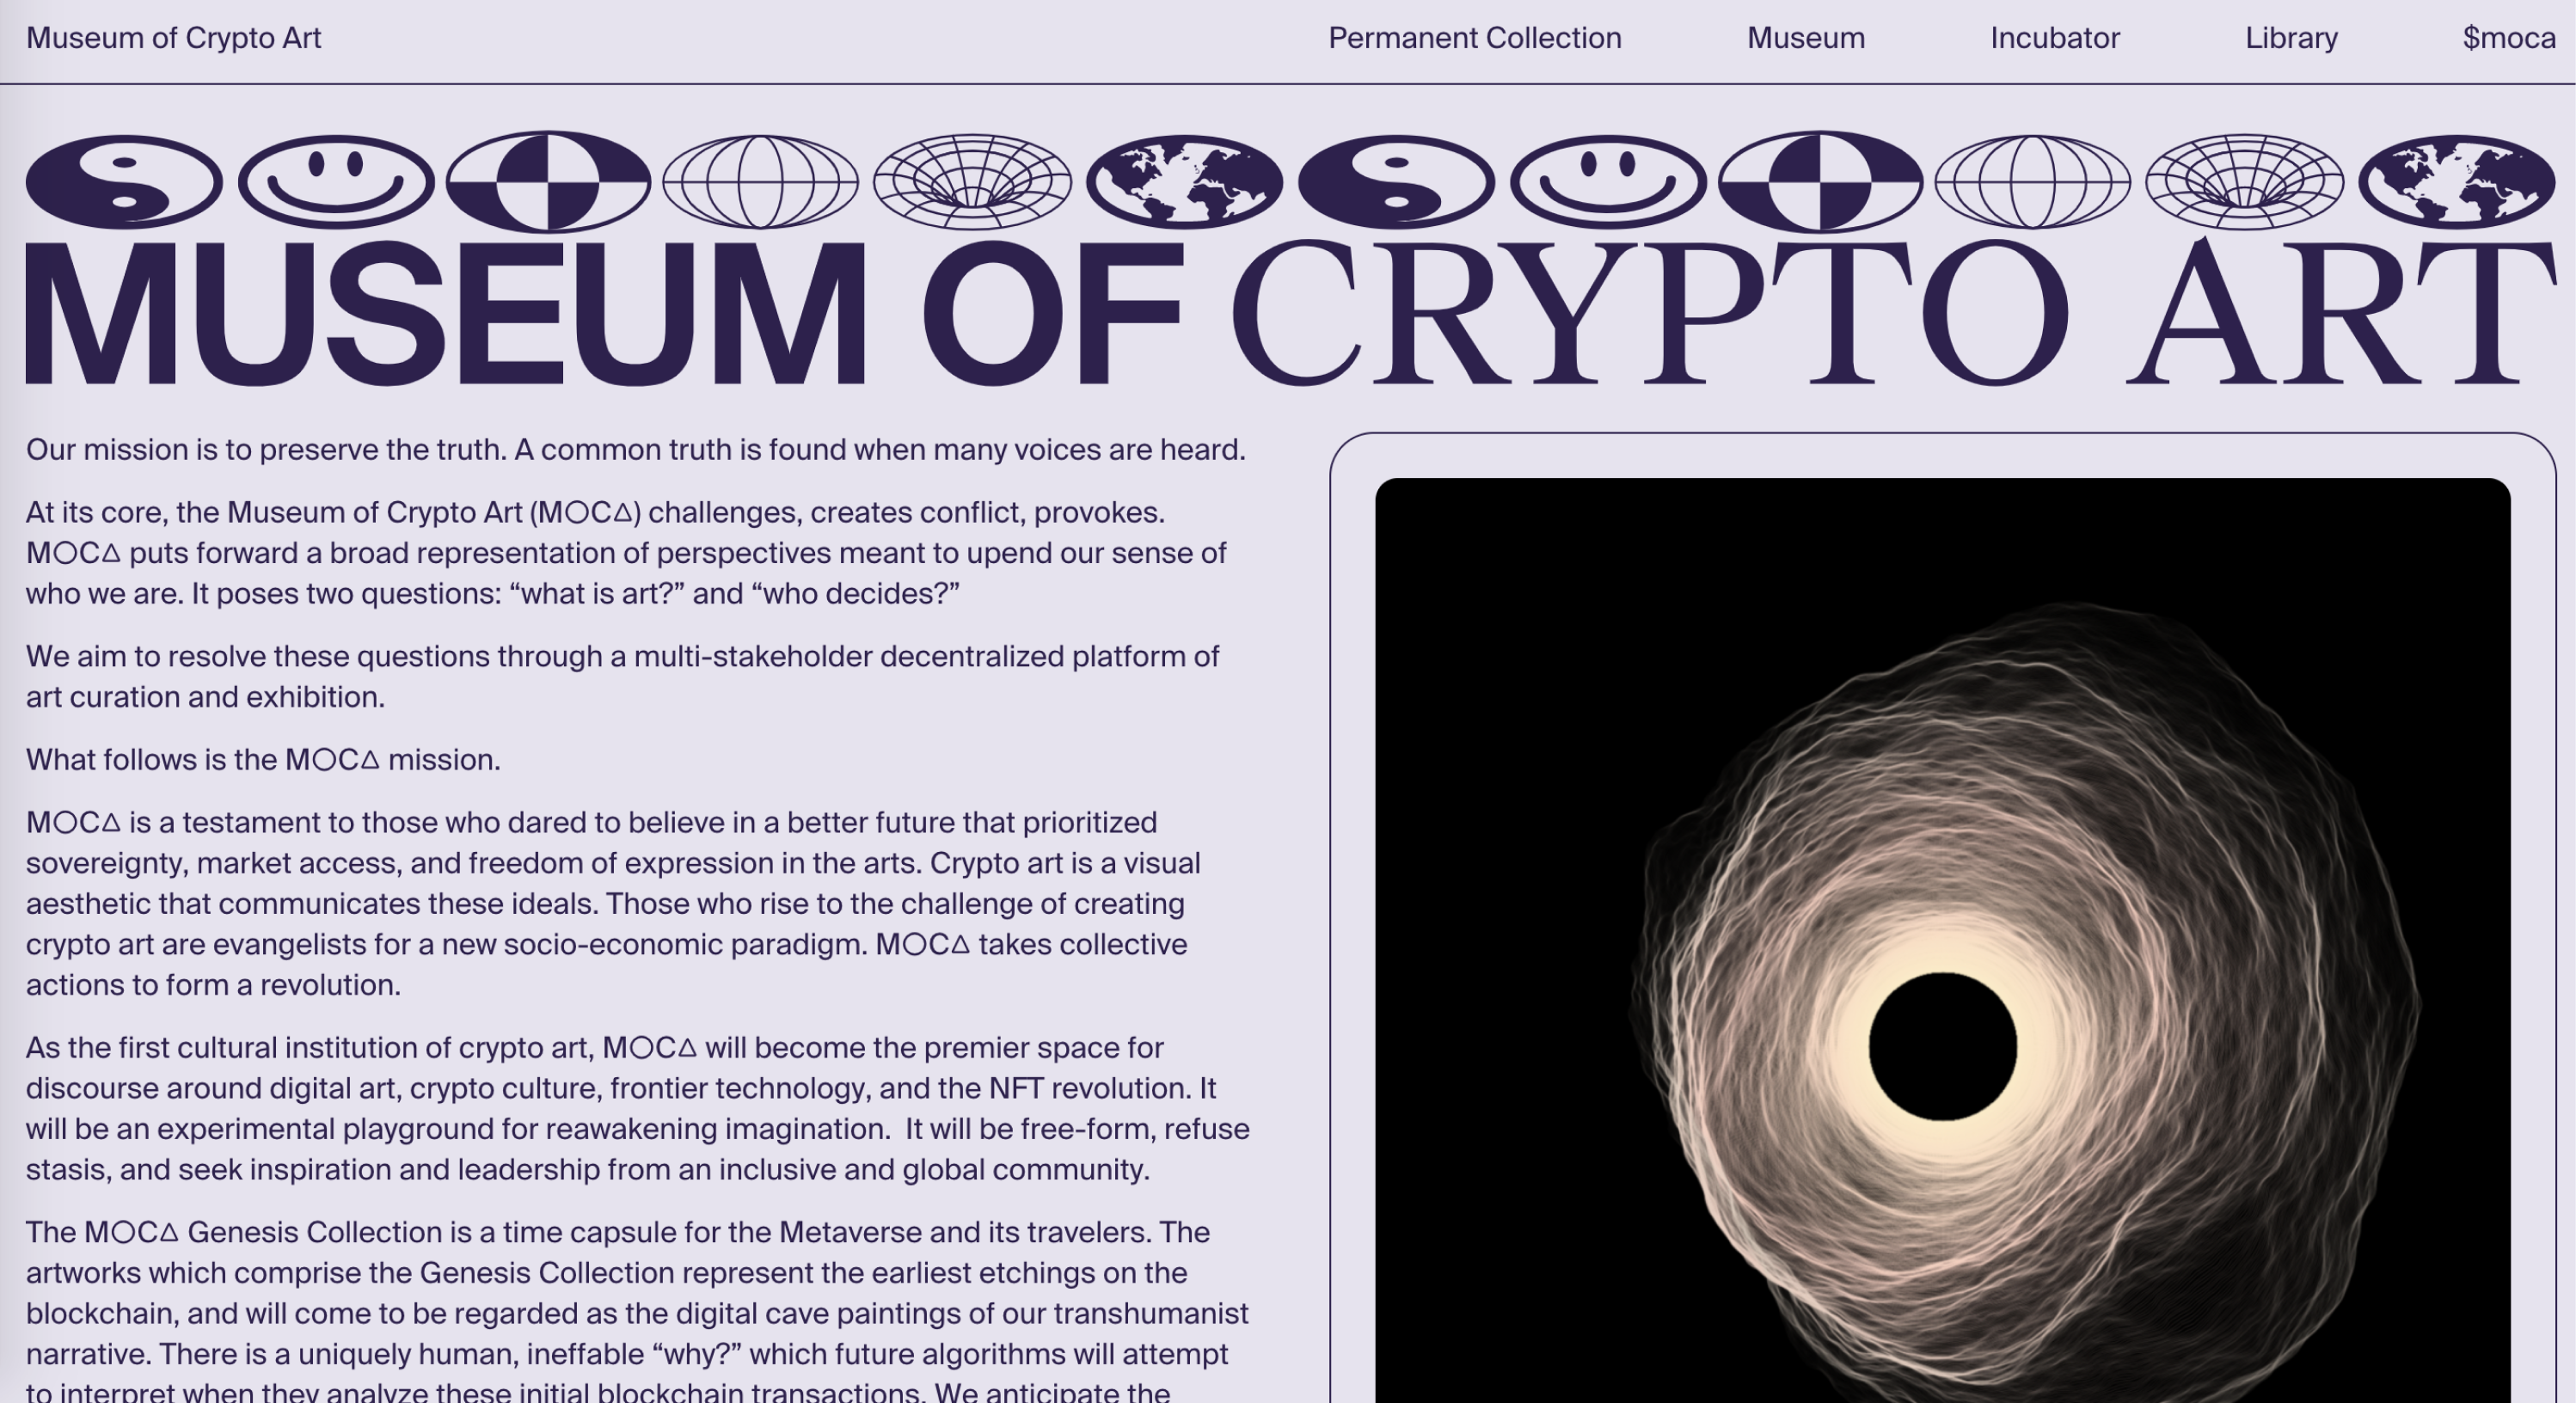 Museum of Crypto Art
Permanent Collection
Museum
Incubator
Library
$moca
MUSEUM OF CRYPTO ART
Our mission is to preserve the truth. A common truth is found when many voices are heard.
At its core, the Museum of Crypto Art (M○C△) challenges, creates conflict, provokes.
M○C△ puts forward a broad representation of perspectives meant to upend our sense of
who we are. It poses two questions: “what is art?” and “who decides?”
We aim to resolve these questions through a multi-stakeholder decentralized platform of
art curation and exhibition.
What follows is the M○C△ mission.
M○C△ is a testament to those who dared to believe in a better future that prioritized
sovereignty, market access, and freedom of expression in the arts. Crypto art is a visual
aesthetic that communicates these ideals. Those who rise to the challenge of creating
crypto art are evangelists for a new socio-economic paradigm. M○C△ takes collective
actions to form a revolution.
As the first cultural institution of crypto art, M○C△ will become the premier space for
discourse around digital art, crypto culture, frontier technology, and the NFT revolution. It
will be an experimental playground for reawakening imagination.  It will be free-form, refuse
stasis, and seek inspiration and leadership from an inclusive and global community.
The M○C△ Genesis Collection is a time capsule for the Metaverse and its travelers. The
artworks which comprise the Genesis Collection represent the earliest etchings on the
blockchain, and will come to be regarded as the digital cave paintings of our transhumanist
narrative. There is a uniquely human, ineffable “why?” which future algorithms will attempt
to interpret when they analyze these initial blockchain transactions. We anticipate the